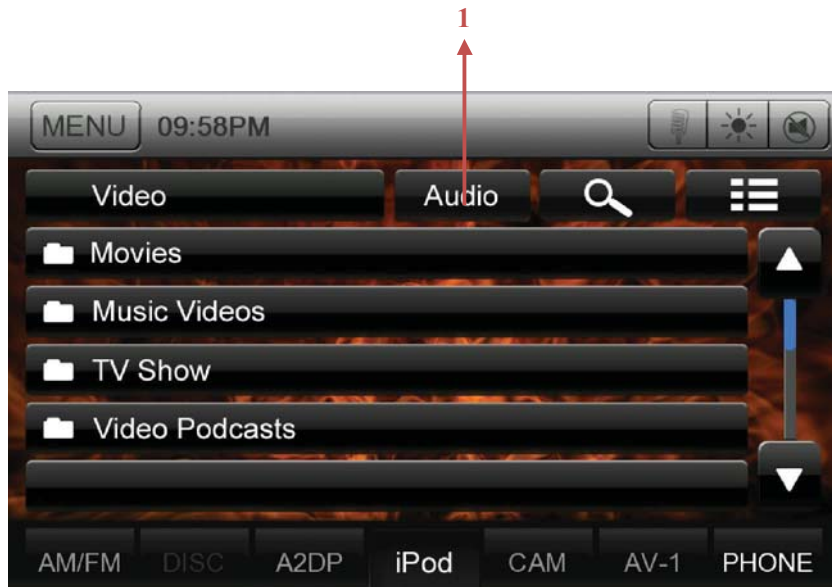 1
MENU 09:58PM
Video Audio
Movies
Music Videos
TV Show
Video Podcasts
AM/FM DISC A2DP iPod CAM AV-1 PHONE